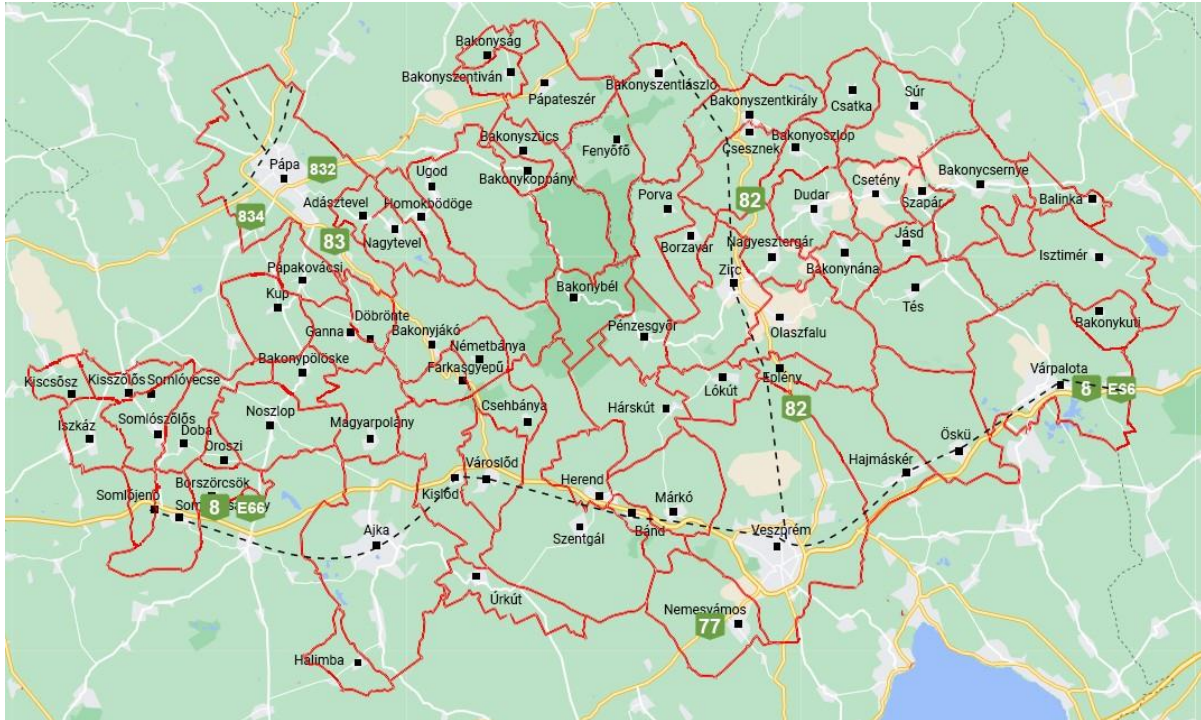 Bakonyság
Bakonyszentiván
Pápateszér
Bakonyszentlászló
Bakonyszentkirály
Csatka
Súr
Csesznek
Bakonyoszlop
Bakonyszücs
Fenyőfő
Bakonykoppány
Pápa
832
Ugod
Bakonycsernye
Dudar
Csetény
Szapár
Balinka
Adásztevel
Homokbödöge
Porva
82
834
83
Nagytevel
Borzavár
Nagyesztergár
Jásd
Bakonynána
Isztimér
Pápakovácsi
Zirc
Kup
Bakonybél
Tés
Döbrönte
Ganna
Bakonyjákó
Pénzesgyőr
Olaszfalu
Bakonykuti
Bakonypölöske
Németbánya
Farkasgyepű
Kiscsősz
Kisszőlős
Somlóvecse
Lókút
Eplény
Várpalota
8
ES6
Noszlop
Csehbánya
Hárskút
82
Iszkáz
Somlószőlős
Doba
Oroszi
Magyarpolány
Öskü
Városlőd
Kislőd
Herend
Hajmáskér
Borszörcsök
Somlójenő
8
E66
Márkó
Bánd
Szentgál
Ajka
Veszprém
Úrkút
Nemesvámos
77
Halimba